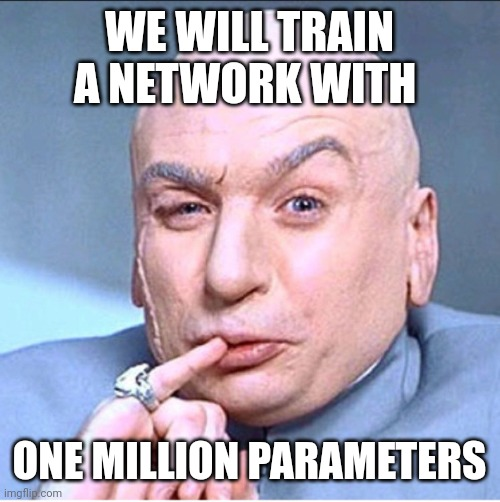 WE WILL TRAIN
A NETWORK WITH
ONE MILLION PARAMETERS
imgflip.com